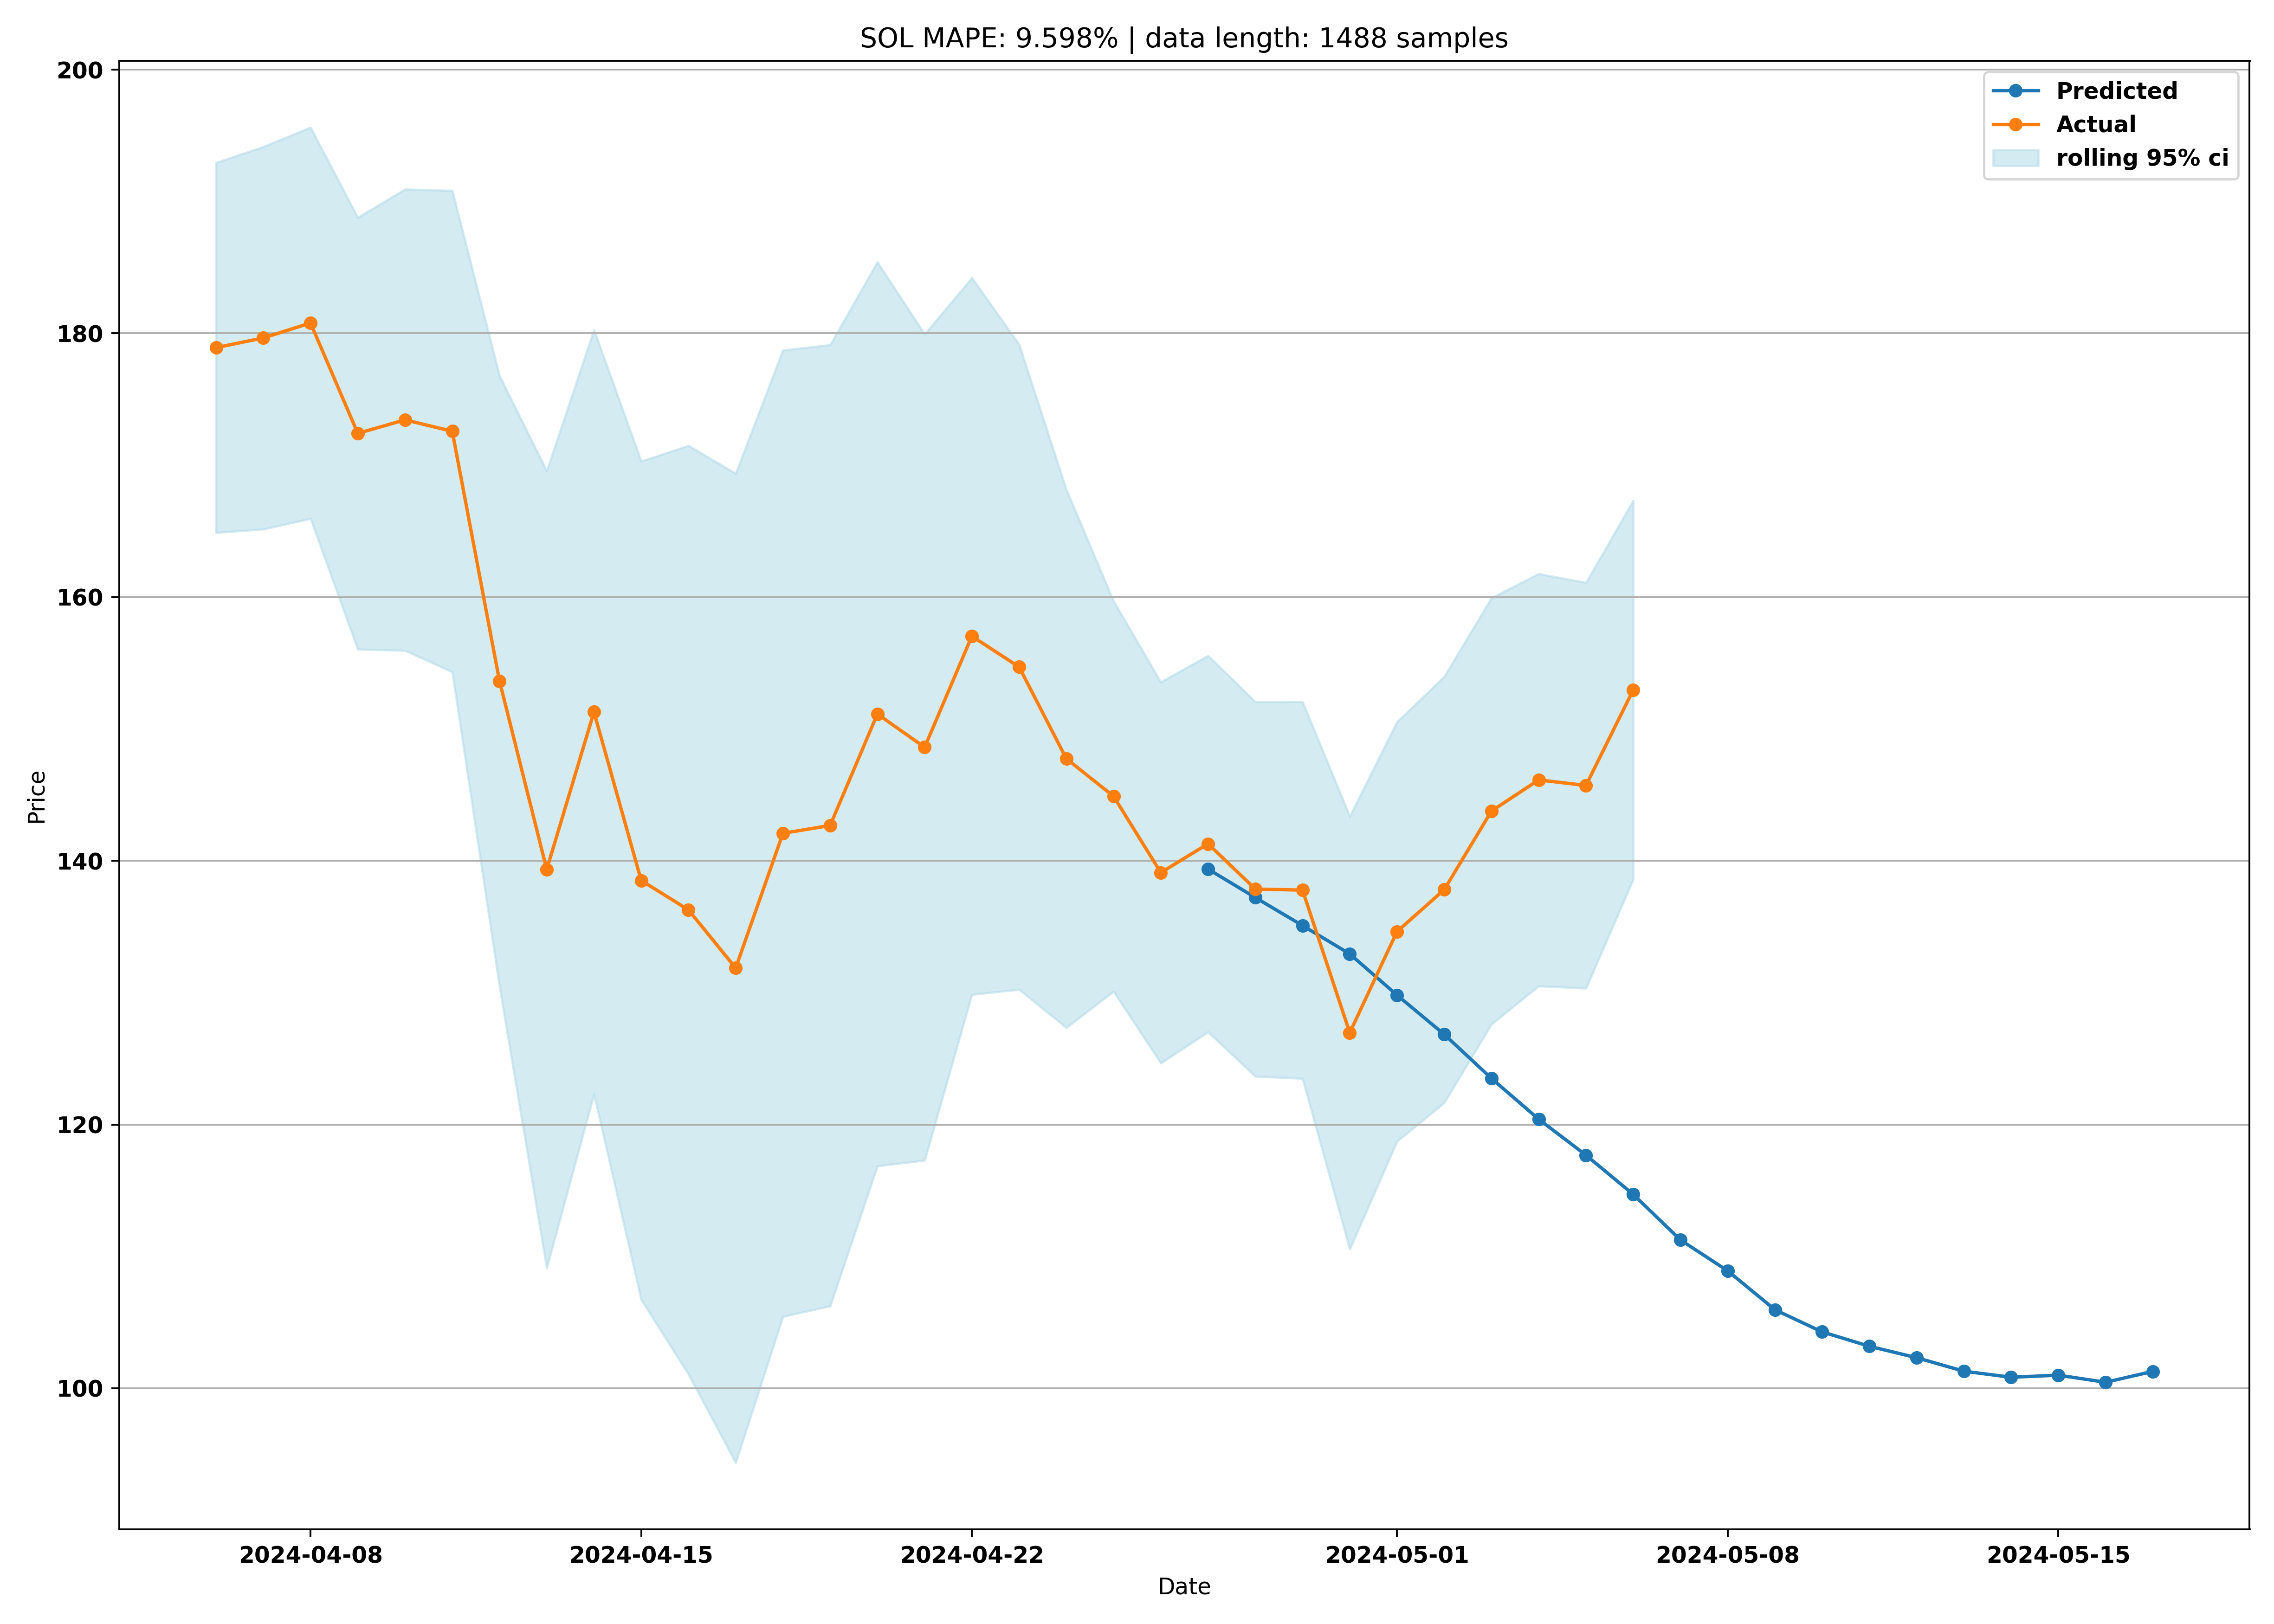 SOL MAPE: 9.598% | data length: 1488 samples
Predicted
Actual
rolling 95% ci
200
180
160
140
120
100
Price
2024-04-08
2024-04-15
2024-04-22
2024-05-01
2024-05-08
2024-05-15
Date